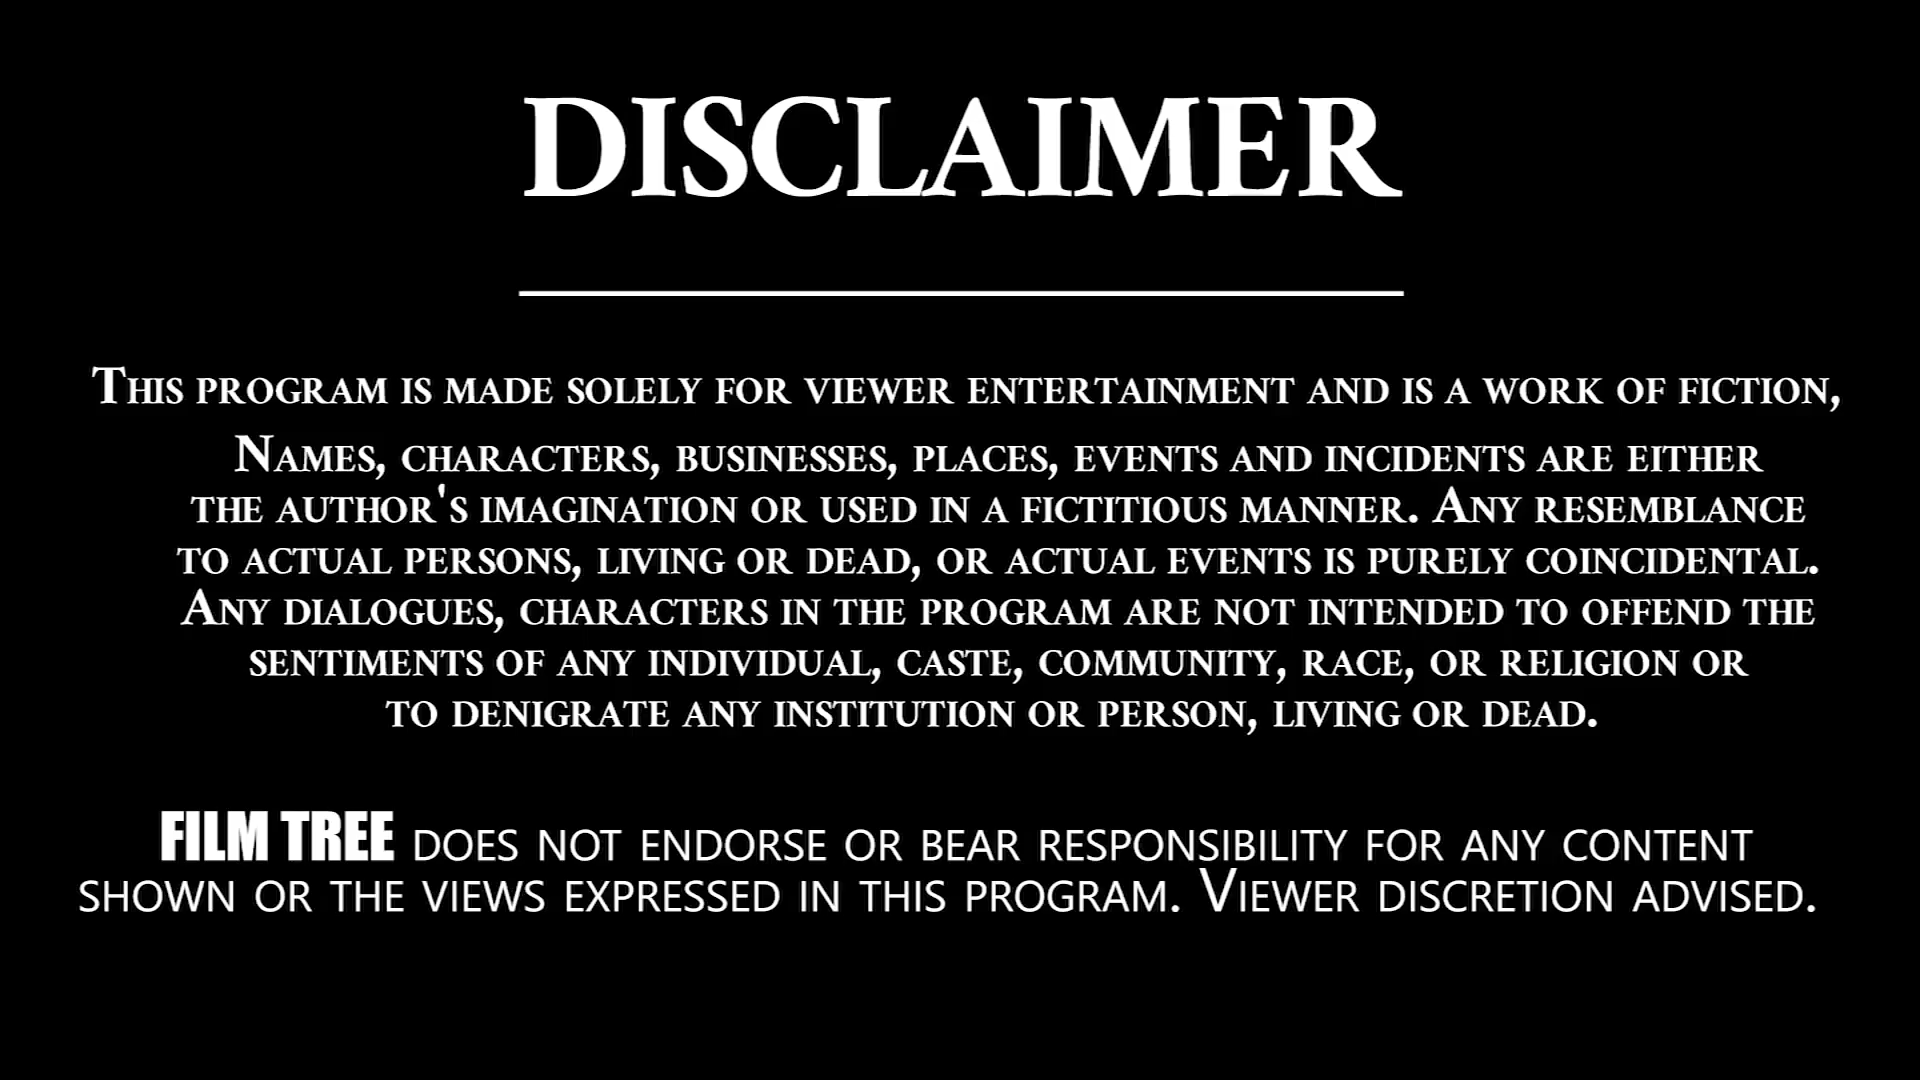 DISCLAIMER
This program is made solely for viewer entertainment and is a work of fiction,
Names, characters, businesses, places, events and incidents are either
the author's imagination or used in a fictitious manner. Any resemblance
to actual persons, living or dead, or actual events is purely coincidental.
Any dialogues, characters in the program are not intended to offend the
sentiments of any individual, caste, community, race, or religion or
to denigrate any institution or person, living or dead.
FILM TREE does not endorse or bear responsibility for any content
shown or the views expressed in this program. Viewer discretion advised.